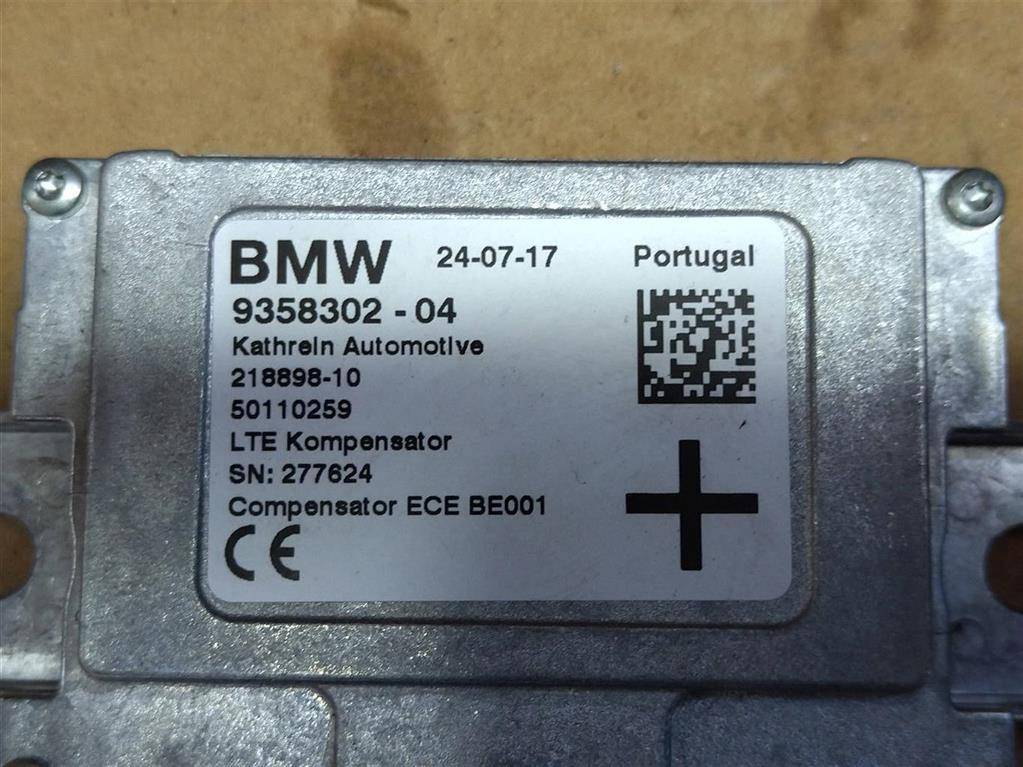 BMW 24-07-17 Portugal
9358302 - 04
Kathrein Automotive
218898-10
50110259
LTE Kompensator
SN: 277624
Compensator ECE BE001
CE